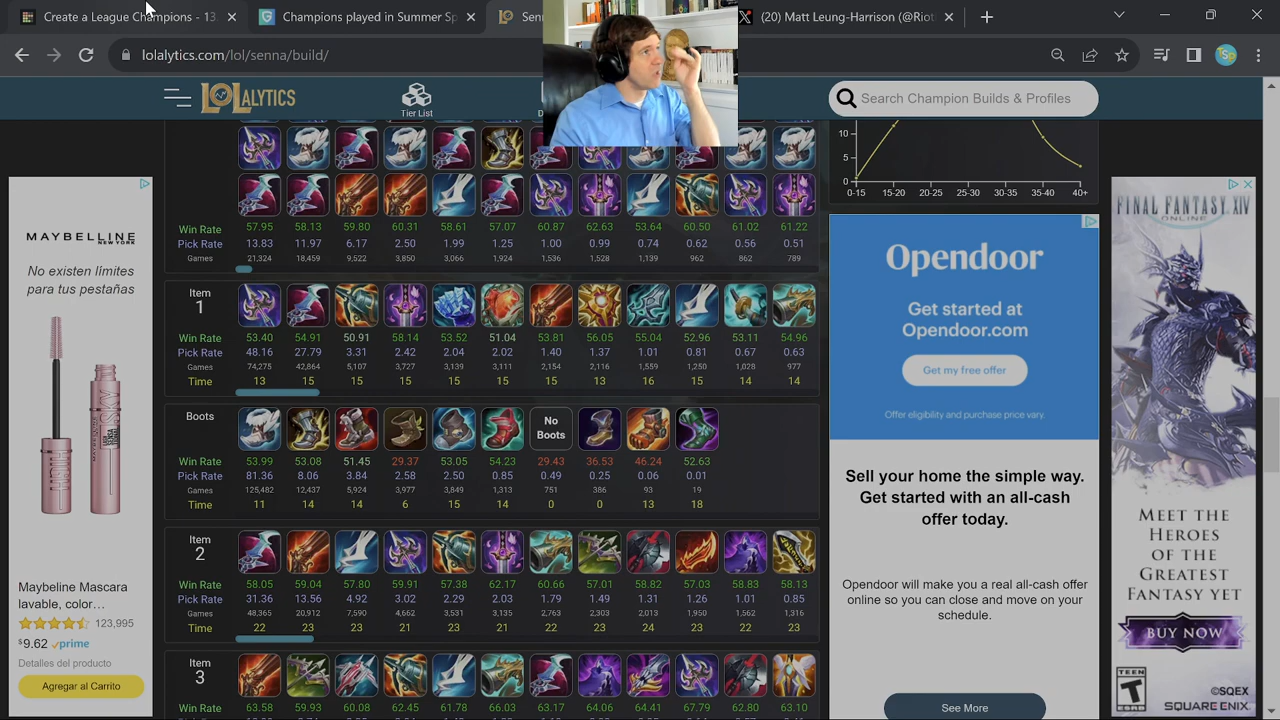 Create a League Champions - 13.
Champions played in Summer Sp
Senna
(20) Matt Leung-Harrison (@Riot
lolalytics.com/lol/senna/build/
LOLALYTICS
Tier List
Search Champion Builds & Profiles
10
5
0
0-15 15-20 20-25 25-30 30-35 35-40 40+
Win Rate 57.95 58.13 59.80 60.31 58.61 57.07 60.87 62.63 53.64 60.50 61.02 61.22
Pick Rate 13.83 11.97 6.17 2.50 1.99 1.25 1.00 0.99 0.74 0.62 0.56 0.51
Games 21,324 18,459 9,522 3,850 3,066 1,924 1,536 1,528 1,139 962 862 789
Item
1
Win Rate 53.40 54.91 50.91 58.14 53.52 51.04 53.81 56.05 55.04 52.96 53.11 54.96
Pick Rate 48.16 27.79 3.31 2.42 2.04 2.02 1.40 1.37 1.01 0.81 0.67 0.63
Games 74,275 42,864 5,107 3,727 3,139 3,111 2,154 2,116 1,559 1,250 1,028 977
Time 13 15 15 15 15 15 15 13 16 15 14 14
Boots
No
Boots
Win Rate 53.99 53.08 51.45 29.37 53.05 54.23 29.43 36.53 46.24 52.63
Pick Rate 81.36 8.06 3.84 2.58 2.50 0.85 0.49 0.25 0.06 0.01
Games 125,482 12,437 5,924 3,977 3,849 1,313 751 386 93 19
Time 11 14 14 6 15 14 0 0 13 18
Item
2
Win Rate 58.05 59.04 57.80 59.91 57.38 62.17 60.66 57.01 58.82 57.03 58.83 58.13
Pick Rate 31.36 13.56 4.92 3.02 2.29 2.03 1.79 1.49 1.31 1.26 1.01 0.85
Games 48,365 20,912 7,590 4,662 3,531 3,135 2,763 2,303 2,013 1,950 1,562 1,316
Time 22 23 23 21 23 21 22 23 24 23 22 23
Item
3
Win Rate 63.58 59.93 60.08 62.45 61.78 66.03 63.17 64.06 64.41 67.79 62.80 63.10
MAYBELLINE
NEW YORK
No existen límites
para tus pestañas
Maybelline Mascara
lavable, color…
123,995
$9.62 prime
Detalles del producto
Agregar al Carrito
Opendoor
Get started at
Opendoor.com
Get my free offer
Offer eligibility and purchase price vary.
Sell your home the simple way.
Get started with an all-cash
offer today.
Opendoor will make you a real all-cash offer
online so you can close and move on your
schedule.
See More
FINAL FANTASY XIV
ONLINE
MEET THE
HEROES
OF THE
GREATEST
FANTASY YET
BUY NOW
TEEN
T
ESRB
©SQEX
SQUARE ENIX